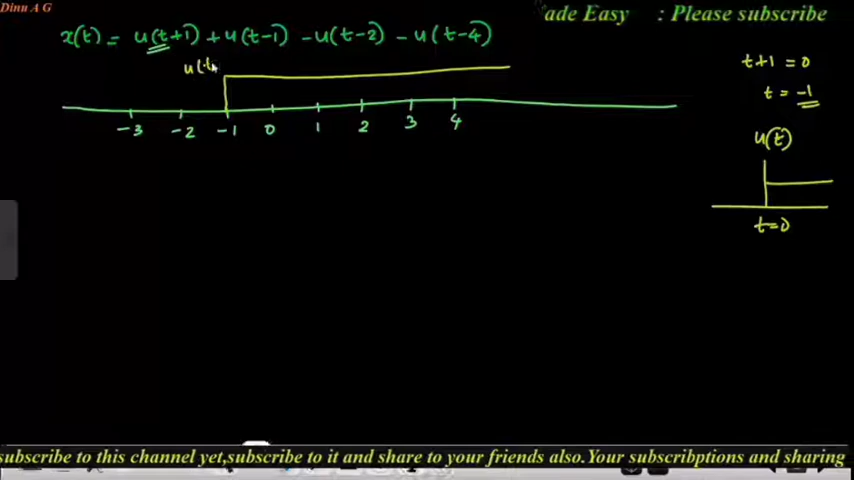 Dinu A G
ade Easy : Please subscribe
x(t) = u(t+1) + u(t-1) - u(t-2) - u(t-4)
t+1 = 0
t = -1
u(t
-3 -2 -1 0 1 2 3 4
u(t)
t=0
subscribe to this channel yet,subscribe to it and share to your friends also.Your subscribptions and sharing